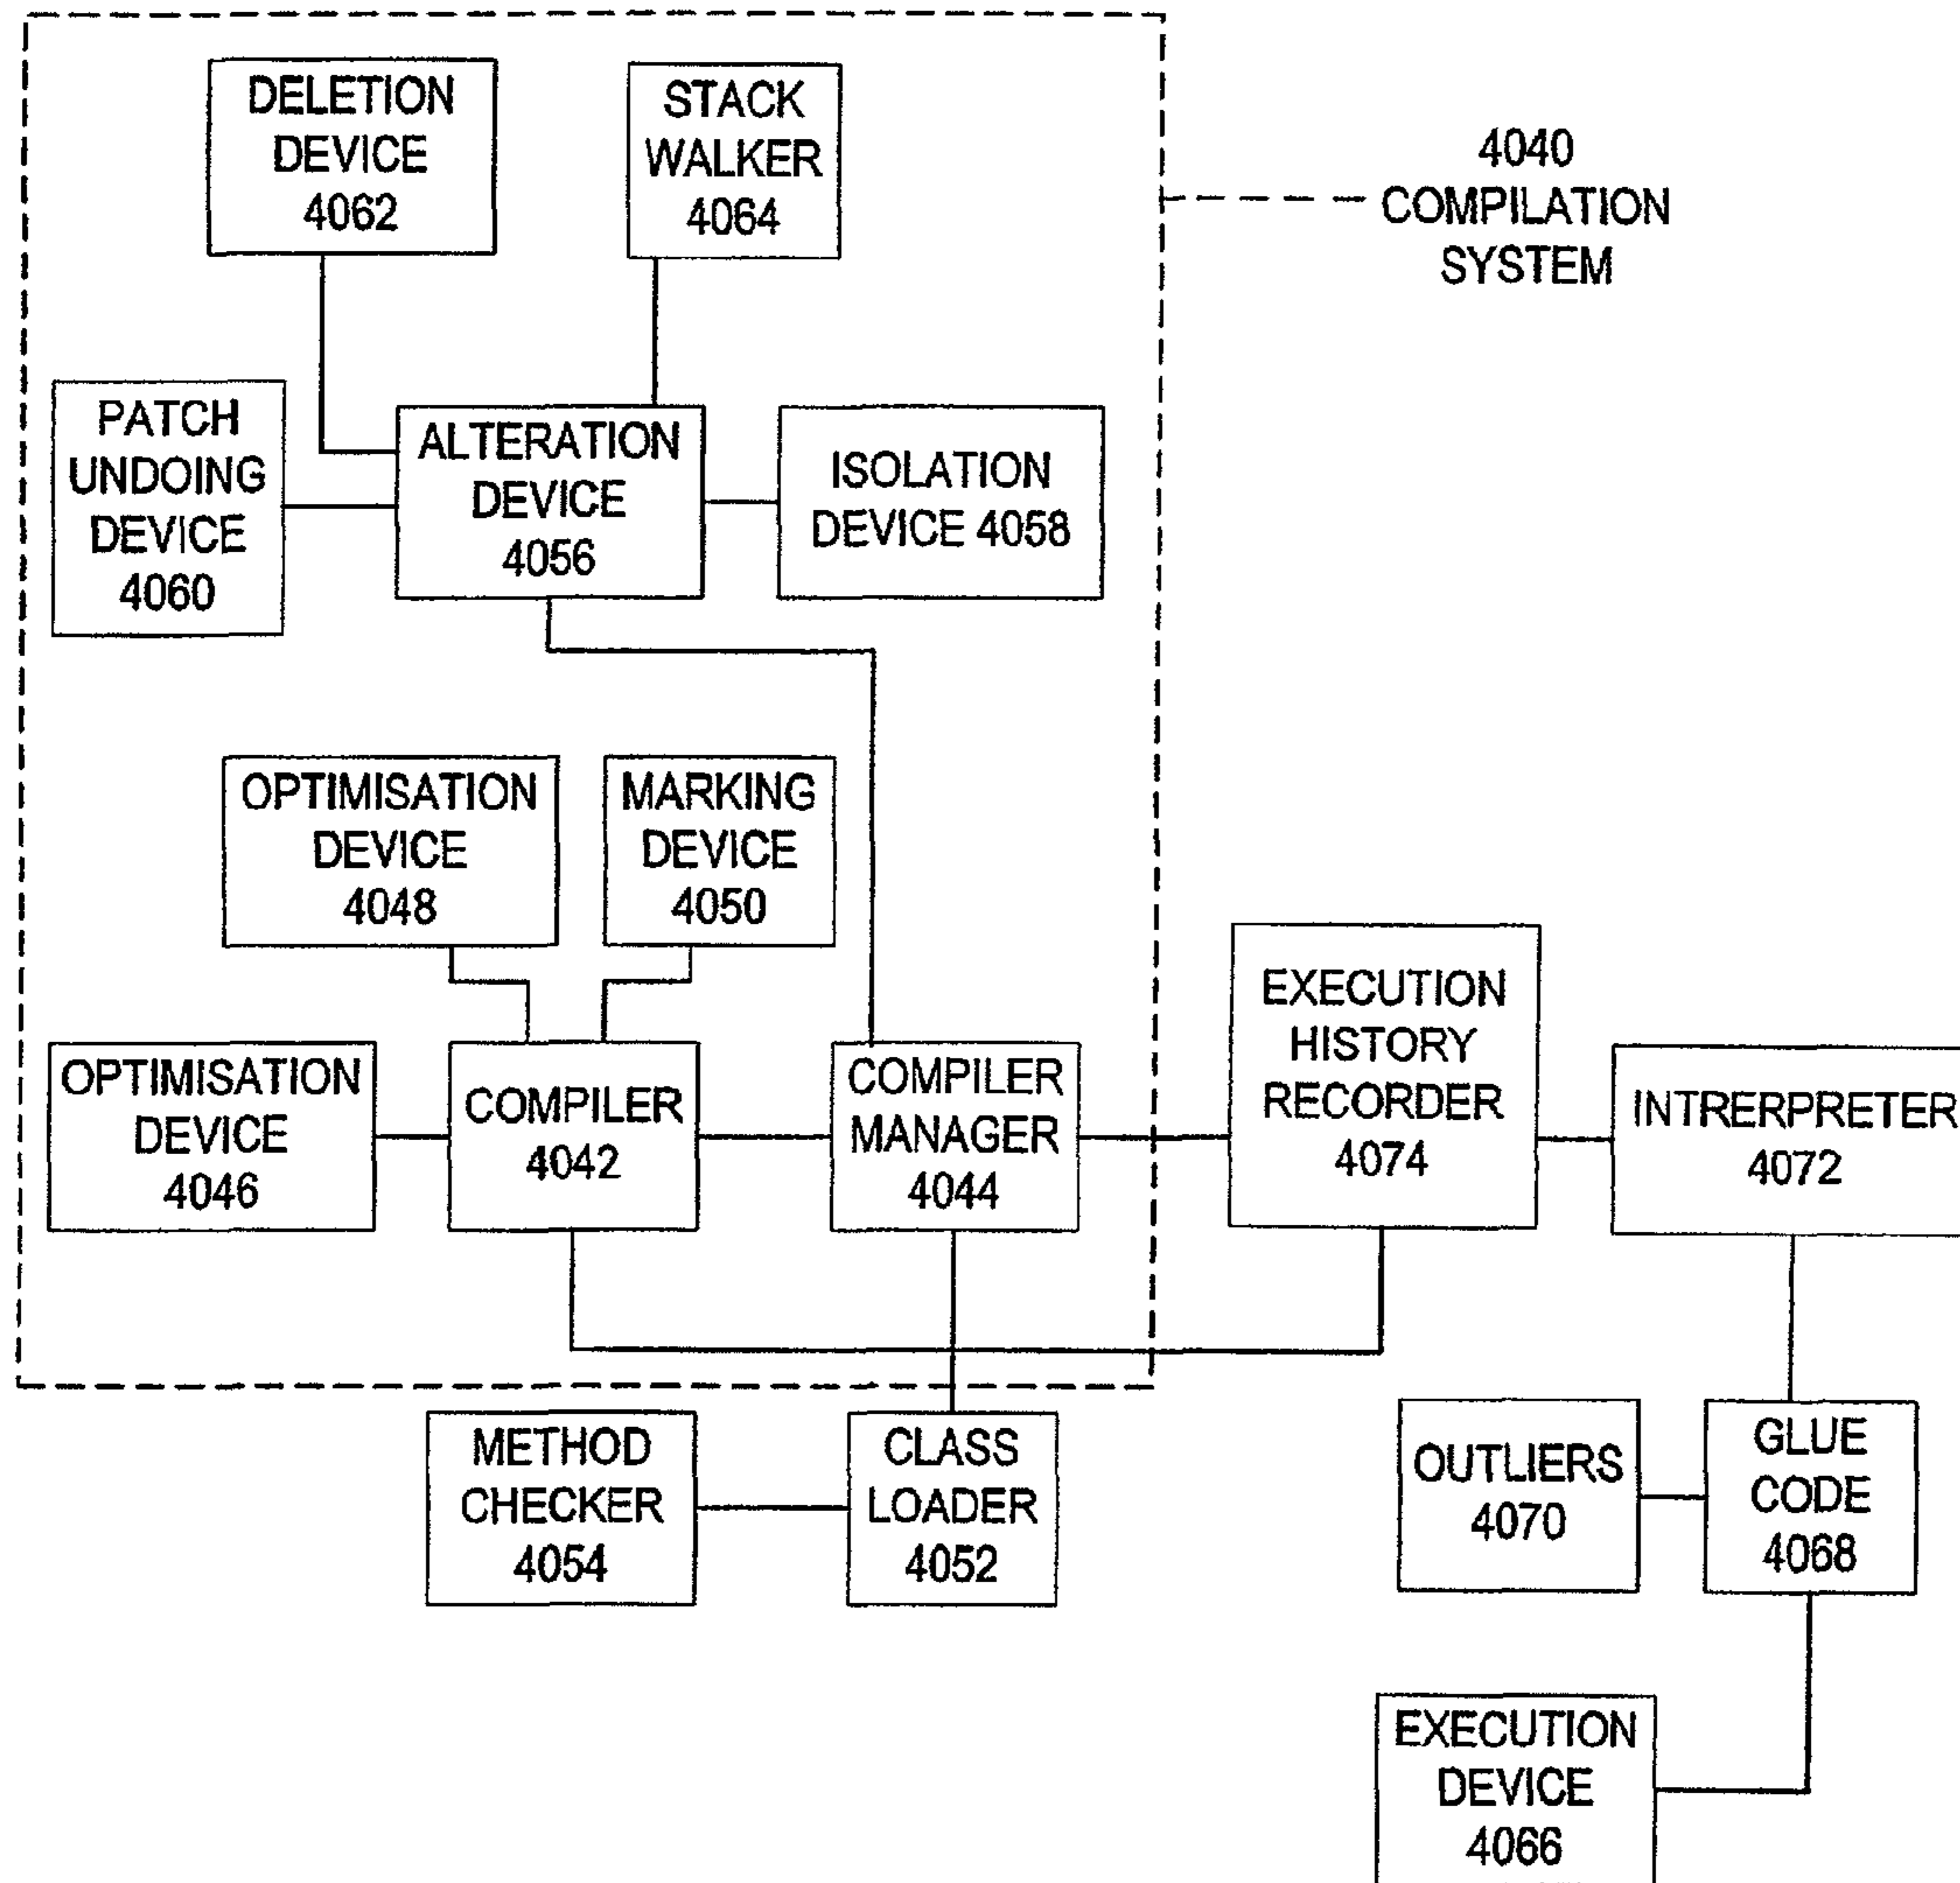 DELETION
DEVICE
4062
STACK
WALKER
4064
4040
COMPILATION
SYSTEM
PATCH
UNDOING
DEVICE
4060
ALTERATION
DEVICE
4056
ISOLATION
DEVICE 4058
OPTIMISATION
DEVICE
4048
MARKING
DEVICE
4050
OPTIMISATION
DEVICE
4046
COMPILER
4042
COMPILER
MANAGER
4044
EXECUTION
HISTORY
RECORDER
4074
INTRERPRETER
4072
METHOD
CHECKER
4054
CLASS
LOADER
4052
OUTLIERS
4070
GLUE
CODE
4068
EXECUTION
DEVICE
4066